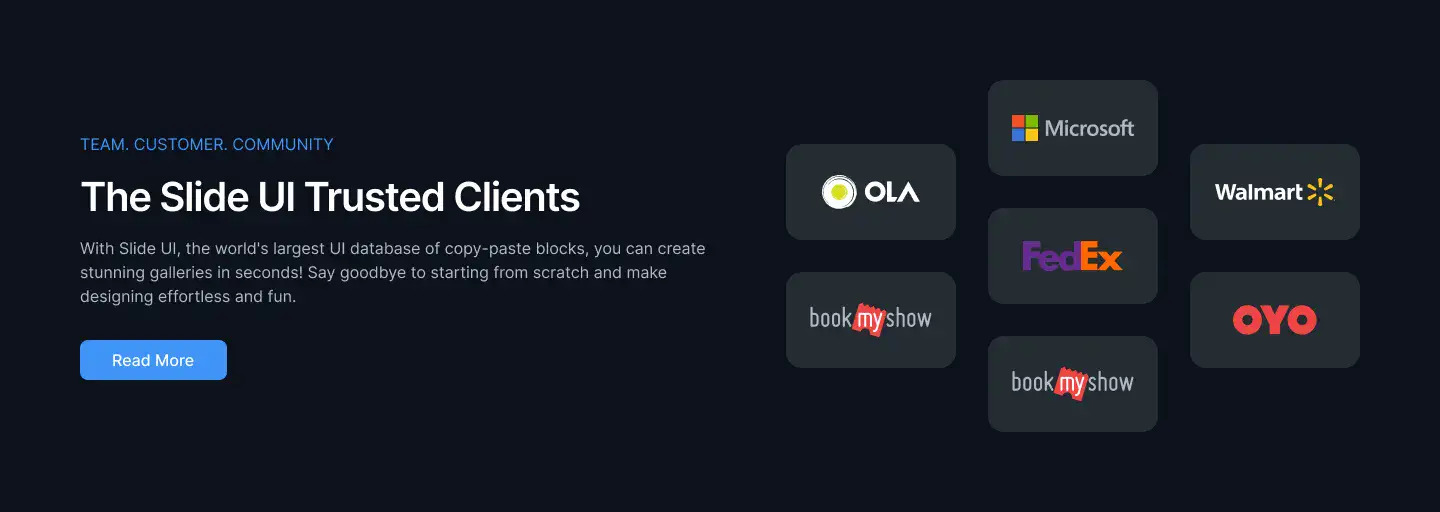 TEAM. CUSTOMER. COMMUNITY
The Slide UI Trusted Clients
With Slide UI, the world's largest UI database of copy-paste blocks, you can create
stunning galleries in seconds! Say goodbye to starting from scratch and make
designing effortless and fun.
Read More
OLA
bookmyshow
Microsoft
FedEx
bookmyshow
Walmart
OYO